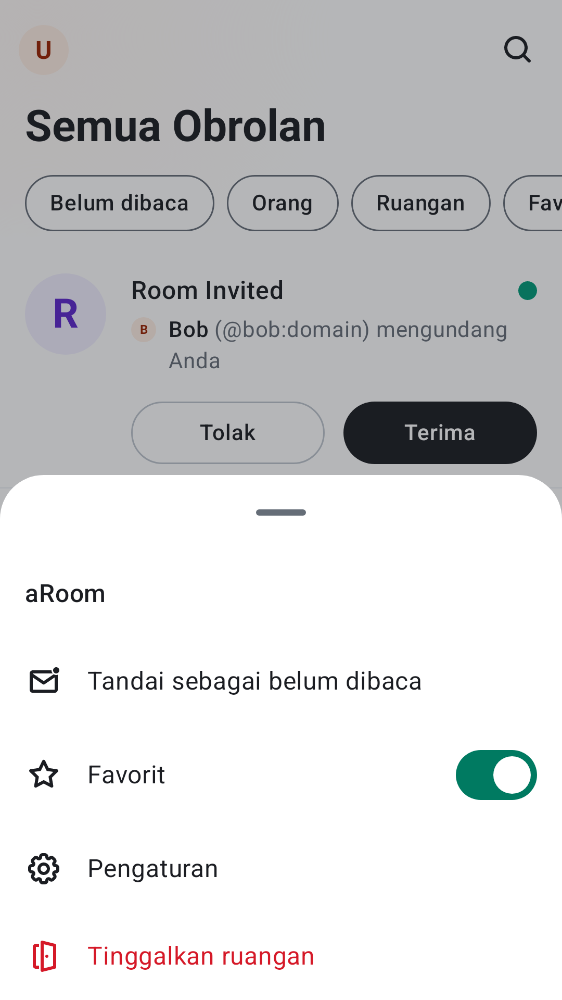 U
Semua Obrolan
Belum dibaca
Orang
Ruangan
Fav
R
Room Invited
B
Bob (@bob:domain) mengundang
Anda
Tolak
Terima
aRoom
Tandai sebagai belum dibaca
Favorit
Pengaturan
Tinggalkan ruangan